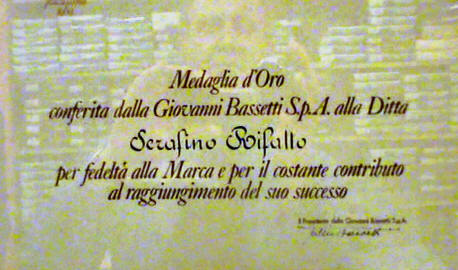 Medaglia d'Oro
conferita dalla Giovanni Bassetti S.p.A. alla Ditta
Serafino Rifatto
per fedeltà alla Marca e per il costante contributo
al raggiungimento del suo successo
Il Presidente della Giovanni Bassetti S.p.A.